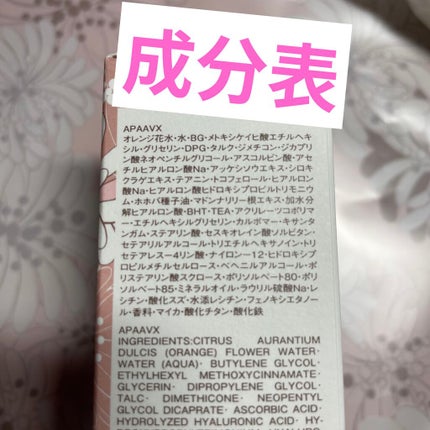 成分表
APAAVX
オレンジ花水・水・BG・メトキシケイヒ酸エチルヘキ
シル・グリセリン・DPG・タルク・ジメチコン・ジカプリ
ン酸ネオペンチルグリコール・アスコルビン酸・アセ
チルヒアルロン酸Na・アッケシソウエキス・シロキ
クラゲエキス・テアニン・トコフェロール・ヒアルロン
酸Na・ヒアルロン酸ヒドロキシプロピルトリモニウ
ム・ホホバ種子油・マドンナリリー根エキス・加水分
解ヒアルロン酸・BHT・TEA・アクリレーツコポリマ
ー・エチルヘキシルグリセリン・カルボマー・キサンタ
ンガム・ステアリン酸・セスキオレイン酸ソルビタン・
セテアリルアルコール・トリエチルヘキサノイン・トリ
セテアレスー4リン酸・ナイロンー12・ヒドロキシプ
ロピルメチルセルロース・ベヘニルアルコール・ポ
リステアリン酸スクロース・ポリソルベート80・ポリソ
ルベート85・ミネラルオイル・ラウリル硫酸Na・レ
シチン・酸化スズ・水添レシチン・フェノキシエタノー
ル・香料・マイカ・酸化チタン・酸化鉄
APAAVX
INGREDIENTS:CITRUS AURANTIUM
DULCIS (ORANGE) FLOWER WATER・
WATER (AQUA)・BUTYLENE GLYCOL・
ETHYLHEXYL METHOXYCINNAMATE・
GLYCERIN・DIPROPYLENE GLYCOL・
TALC・DIMETHICONE・NEOPENTYL
GLYCOL DICAPRATE・ASCORBIC ACID・
HYDROLYZED HYALURONIC ACID・HY-